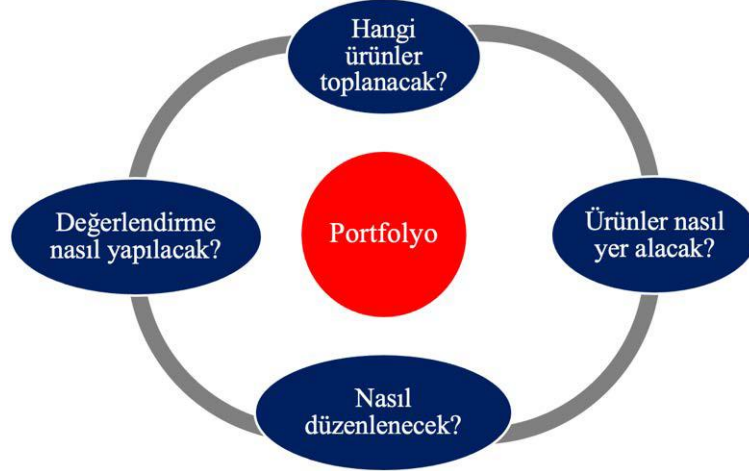 Hangi
ürünler
toplanacak?
Değerlendirme
nasıl yapılacak?
Portfolyo
Ürünler nasıl
yer alacak?
Nasıl
düzenlenecek?